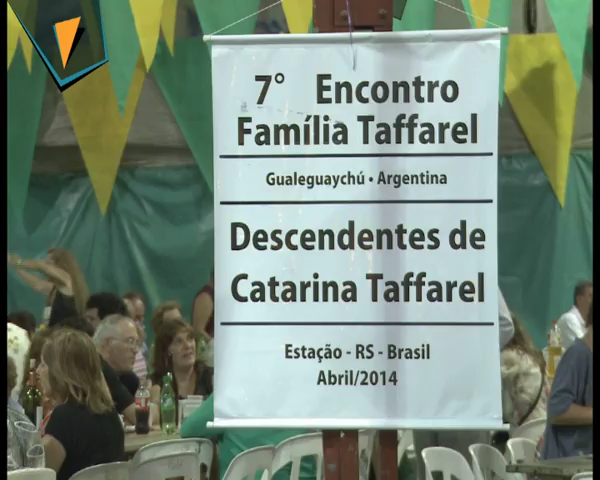 7° Encontro
Família Taffarel
Gualeguaychú • Argentina
Descendentes de
Catarina Taffarel
Estação - RS - Brasil
Abril/2014